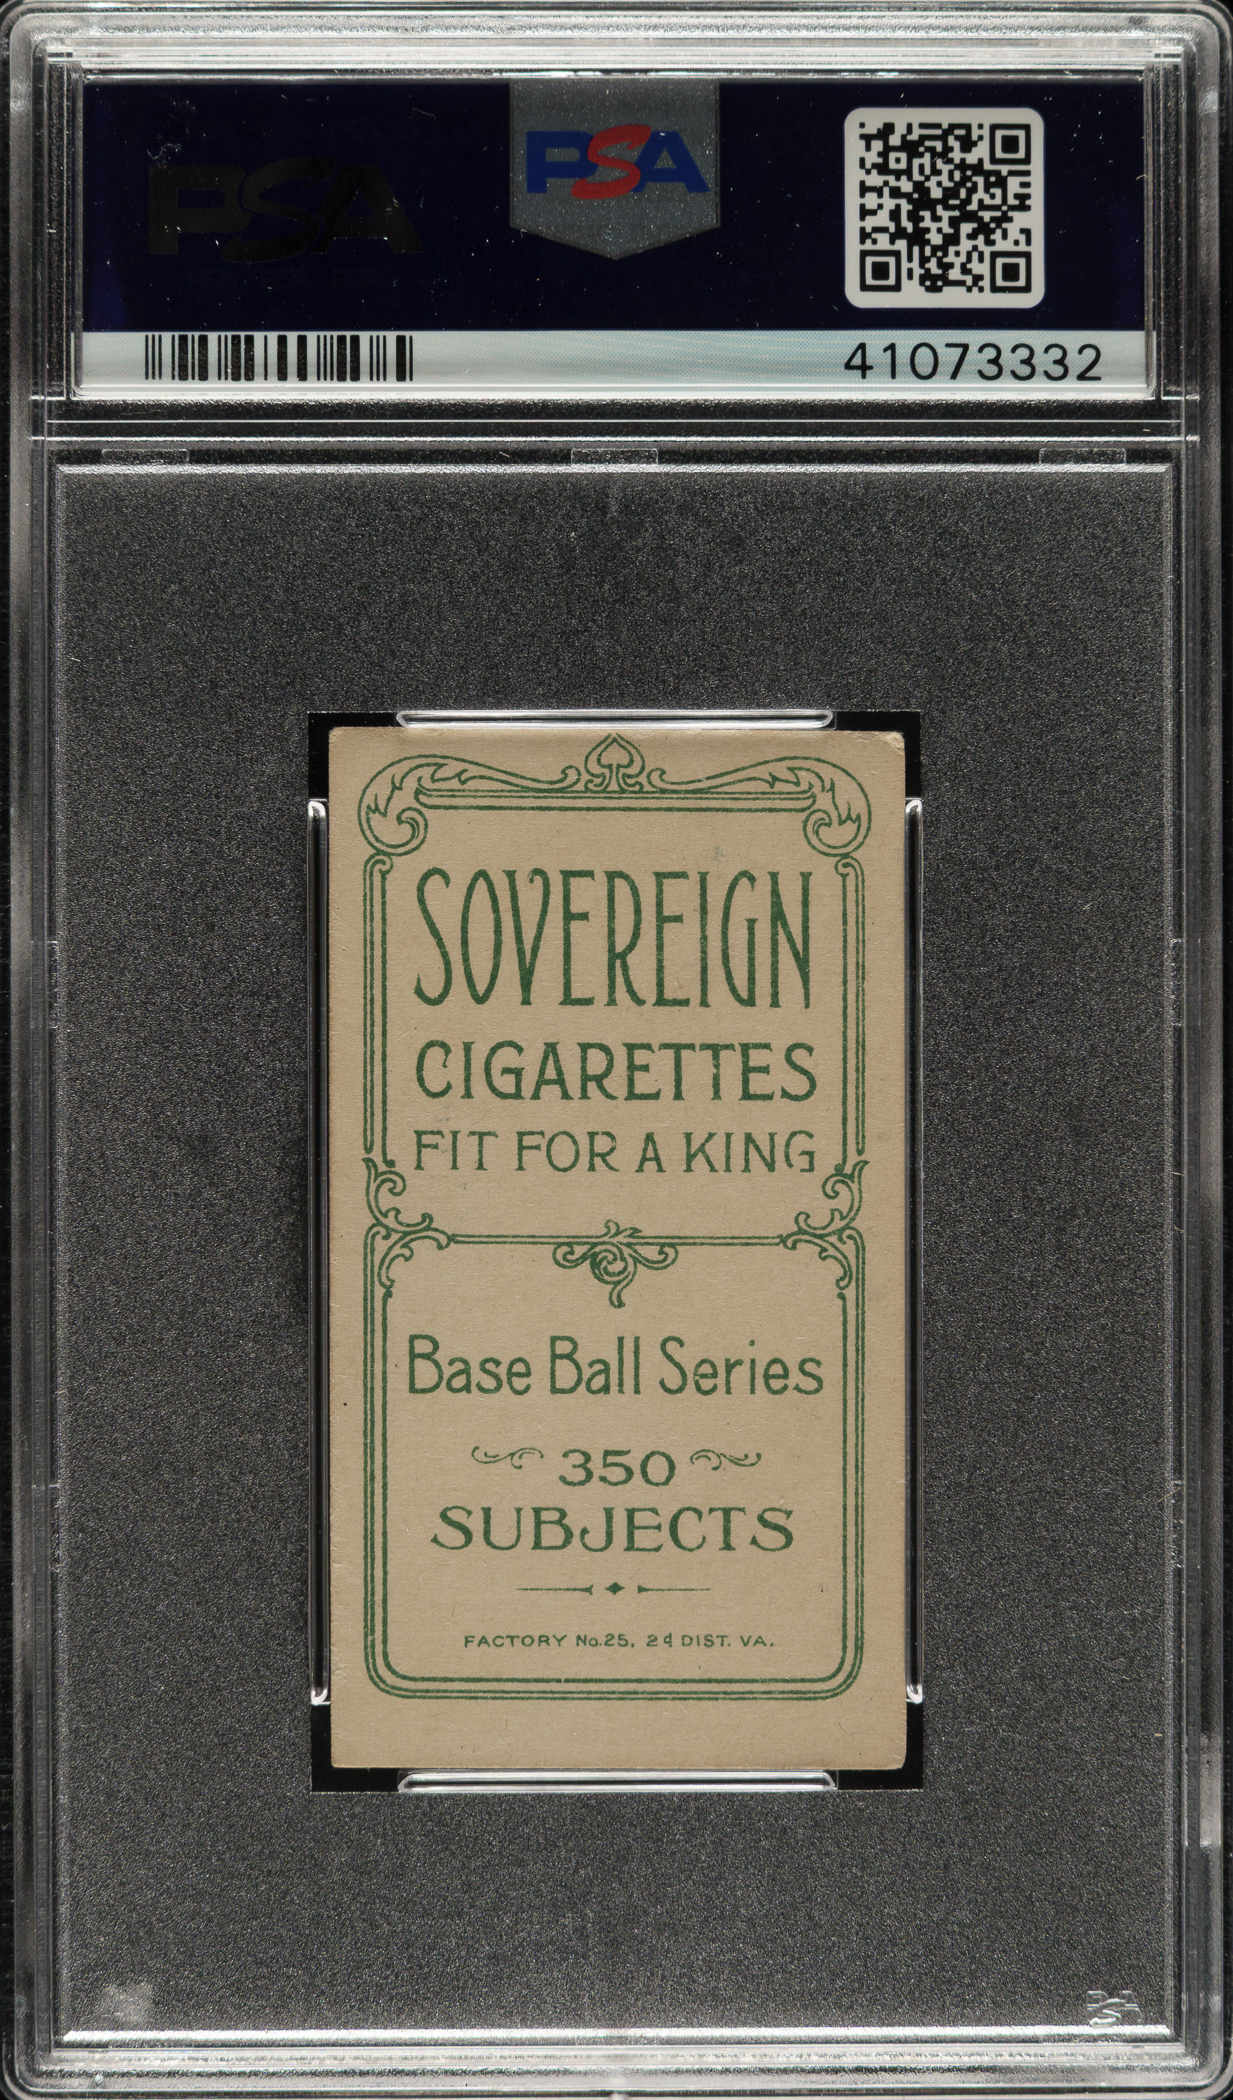 PSA
PSA
41073332
SOVEREIGN
CIGARETTES
FIT FOR A KING
Base Ball Series
350
SUBJECTS
FACTORY No.25, 2d DIST. VA.
PSA